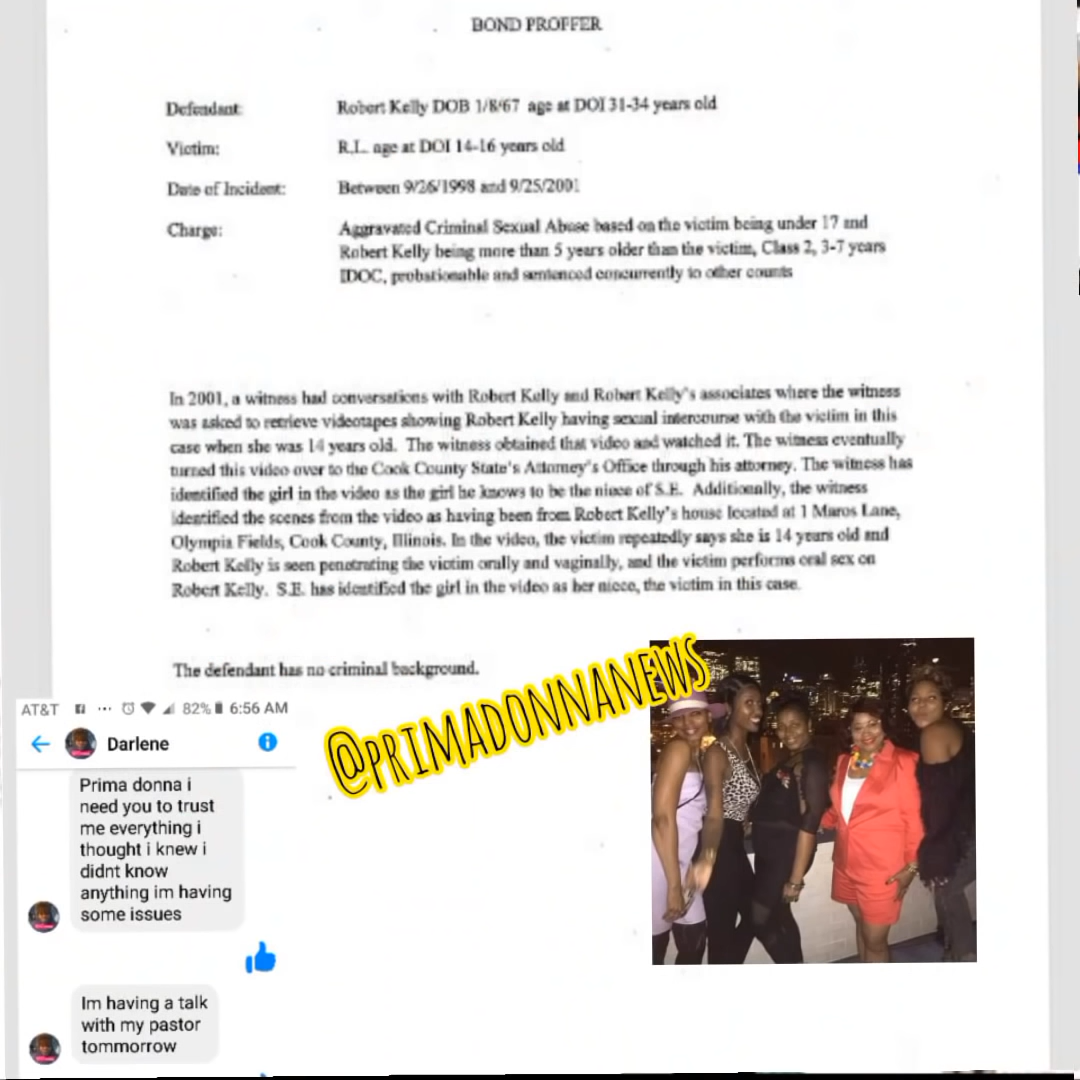 BOND PROFFER
Defendant: Robert Kelly DOB 1/8/67 age at DOI 31-34 years old
Victim: R.L. age at DOI 14-16 years old
Date of Incident: Between 9/26/1998 and 9/25/2001
Charge: Aggravated Criminal Sexual Abuse based on the victim being under 17 and
Robert Kelly being more than 5 years older than the victim, Class 2, 3-7 years
IDOC, probationable and sentenced concurrently to other counts
In 2001, a witness had conversations with Robert Kelly and Robert Kelly's associates where the witness
was asked to retrieve videotapes showing Robert Kelly having sexual intercourse with the victim in this
case when she was 14 years old. The witness obtained that video and watched it. The witness eventually
turned this video over to the Cook County State's Attorney's Office through his attorney. The witness has
identified the girl in the video as the girl he knows to be the niece of S.E. Additionally, the witness
identified the scenes from the video as having been from Robert Kelly's house located at 1 Maros Lane,
Olympia Fields, Cook County, Illinois. In the video, the victim repeatedly says she is 14 years old and
Robert Kelly is seen penetrating the victim orally and vaginally, and the victim performs oral sex on
Robert Kelly. S.E. has identified the girl in the video as her niece, the victim in this case.
The defendant has no criminal background.
@PRIMADONNANEWS
AT&T 82% 6:56 AM
Darlene
Prima donna i
need you to trust
me everything i
thought i knew i
didnt know
anything im having
some issues
Im having a talk
with my pastor
tommorrow